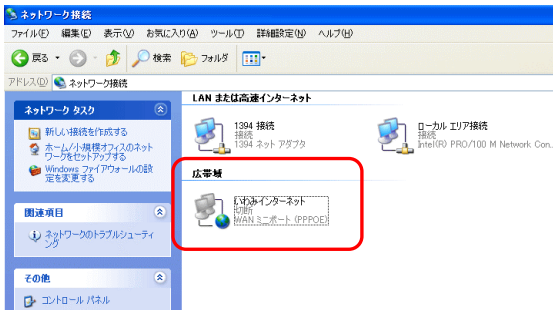 ネットワーク接続
ファイル(F) 編集(E) 表示(V) お気に入り(A) ツール(T) 詳細設定(N) ヘルプ(H)
戻る 検索 フォルダ
アドレス(D) ネットワーク接続
ネットワーク タスク
新しい接続を作成する
ホーム/小規模オフィスのネット
ワークをセットアップする
Windows ファイアウォールの設
定を変更する
関連項目
ネットワークのトラブルシューティ
ング
その他
コントロール パネル
LAN または高速インターネット
1394 接続
接続
1394 ネット アダプタ
ローカル エリア接続
接続
Intel(R) PRO/100 M Network Con...
広帯域
いわみインターネット
切断
WAN ミニポート (PPPOE)